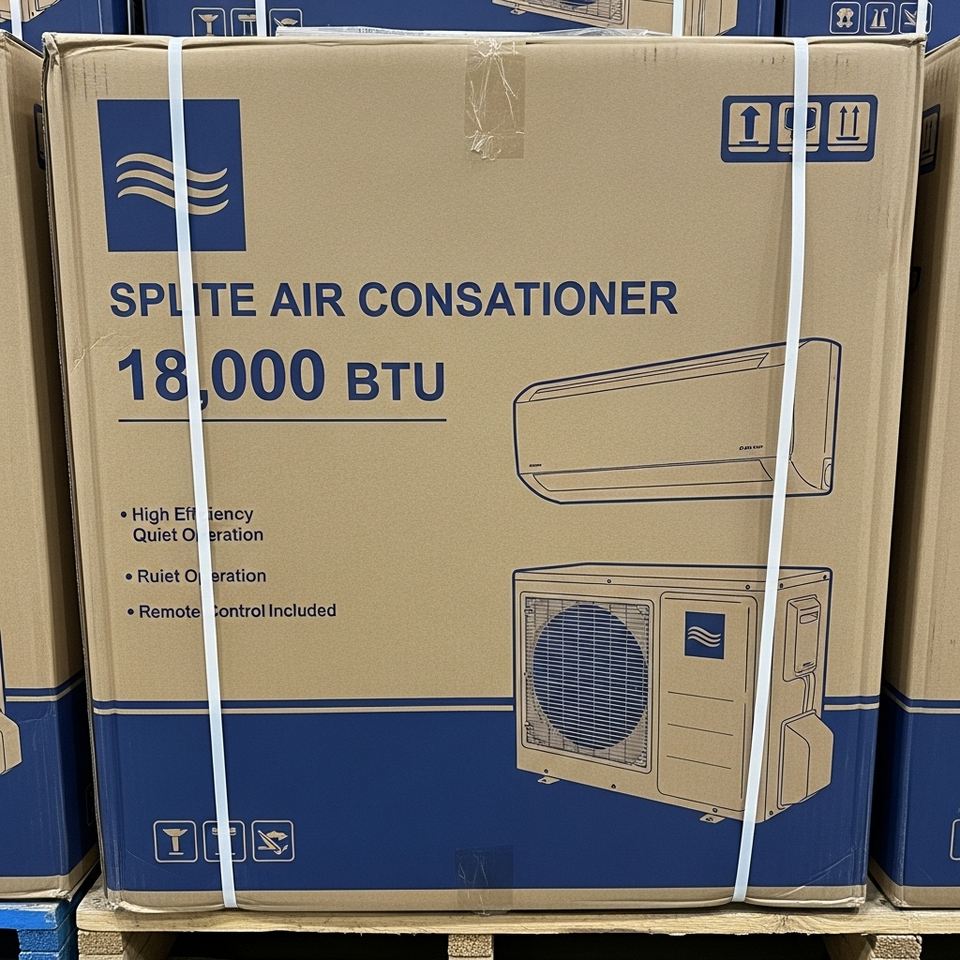 SPLITE AIR CONSATIONER
18,000 BTU
• High Efficiency
Quiet Operation
• Ruiet Operation
• Remote Control Included